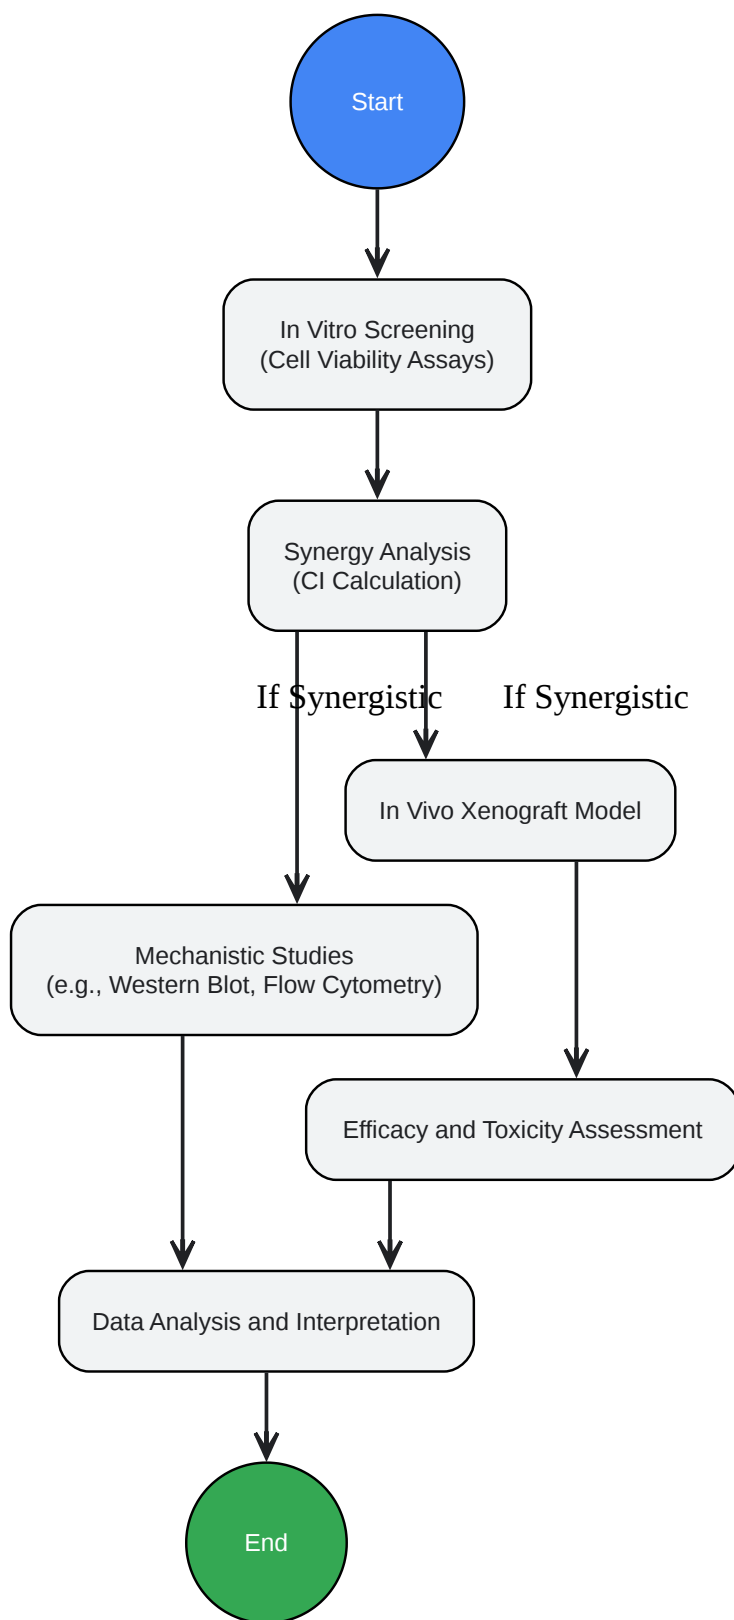 Start
In Vitro Screening
(Cell Viability Assays)
Synergy Analysis
(CI Calculation)
If Synergistic
If Synergistic
In Vivo Xenograft Model
Mechanistic Studies
(e.g., Western Blot, Flow Cytometry)
Efficacy and Toxicity Assessment
Data Analysis and Interpretation
End